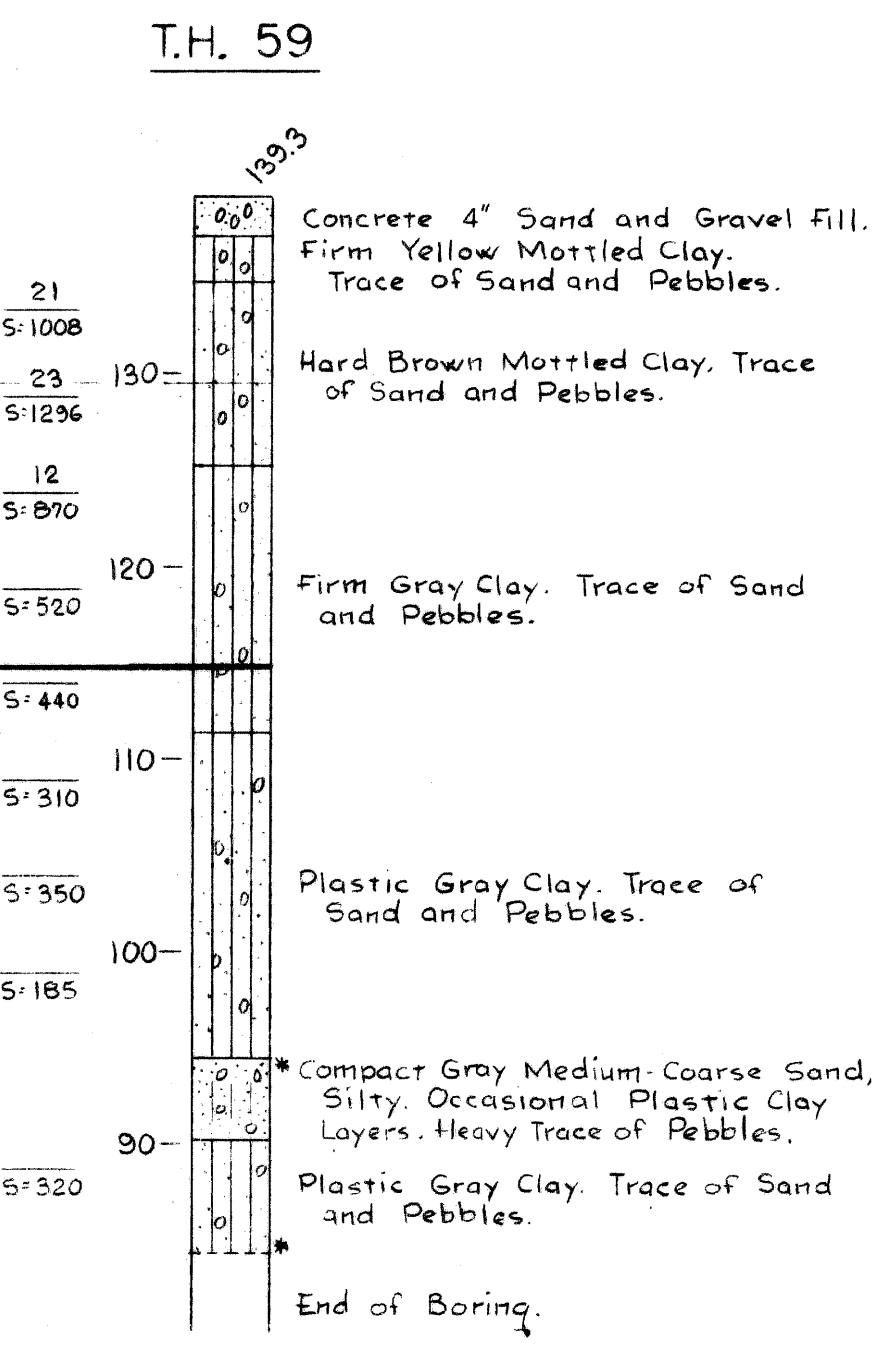 T.H. 59
139.3
Concrete 4" Sand and Gravel Fill.
Firm Yellow Mottled Clay.
Trace of Sand and Pebbles.
21
S=1008
Hard Brown Mottled Clay. Trace
of Sand and Pebbles.
23
130
S=1296
12
S=870
120
Firm Gray Clay. Trace of Sand
and Pebbles.
S=520
S=440
110
S=310
Plastic Gray Clay. Trace of
Sand and Pebbles.
S=350
100
S=185
* Compact Gray Medium-Coarse Sand,
Silty. Occasional Plastic Clay
Layers. Heavy Trace of Pebbles.
90
S=320
Plastic Gray Clay. Trace of Sand
and Pebbles.
*
End of Boring.